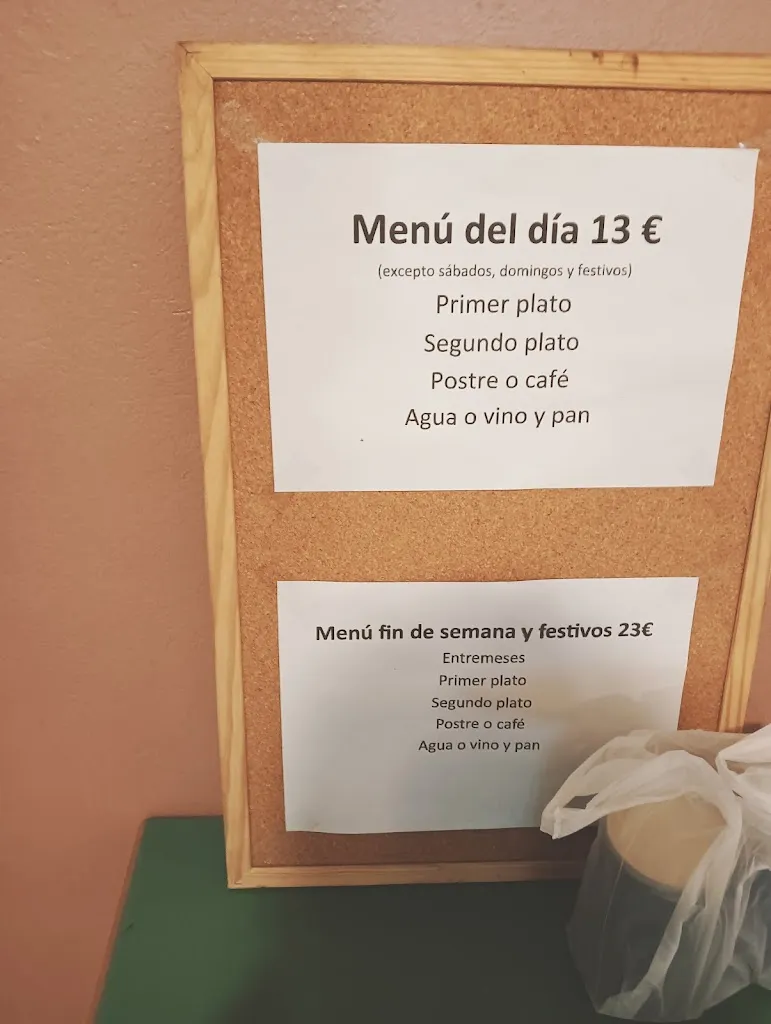 Menú del día 13 €
(excepto sábados, domingos y festivos)
Primer plato
Segundo plato
Postre o café
Agua o vino y pan
Menú fin de semana y festivos 23€
Entremeses
Primer plato
Segundo plato
Postre o café
Agua o vino y pan